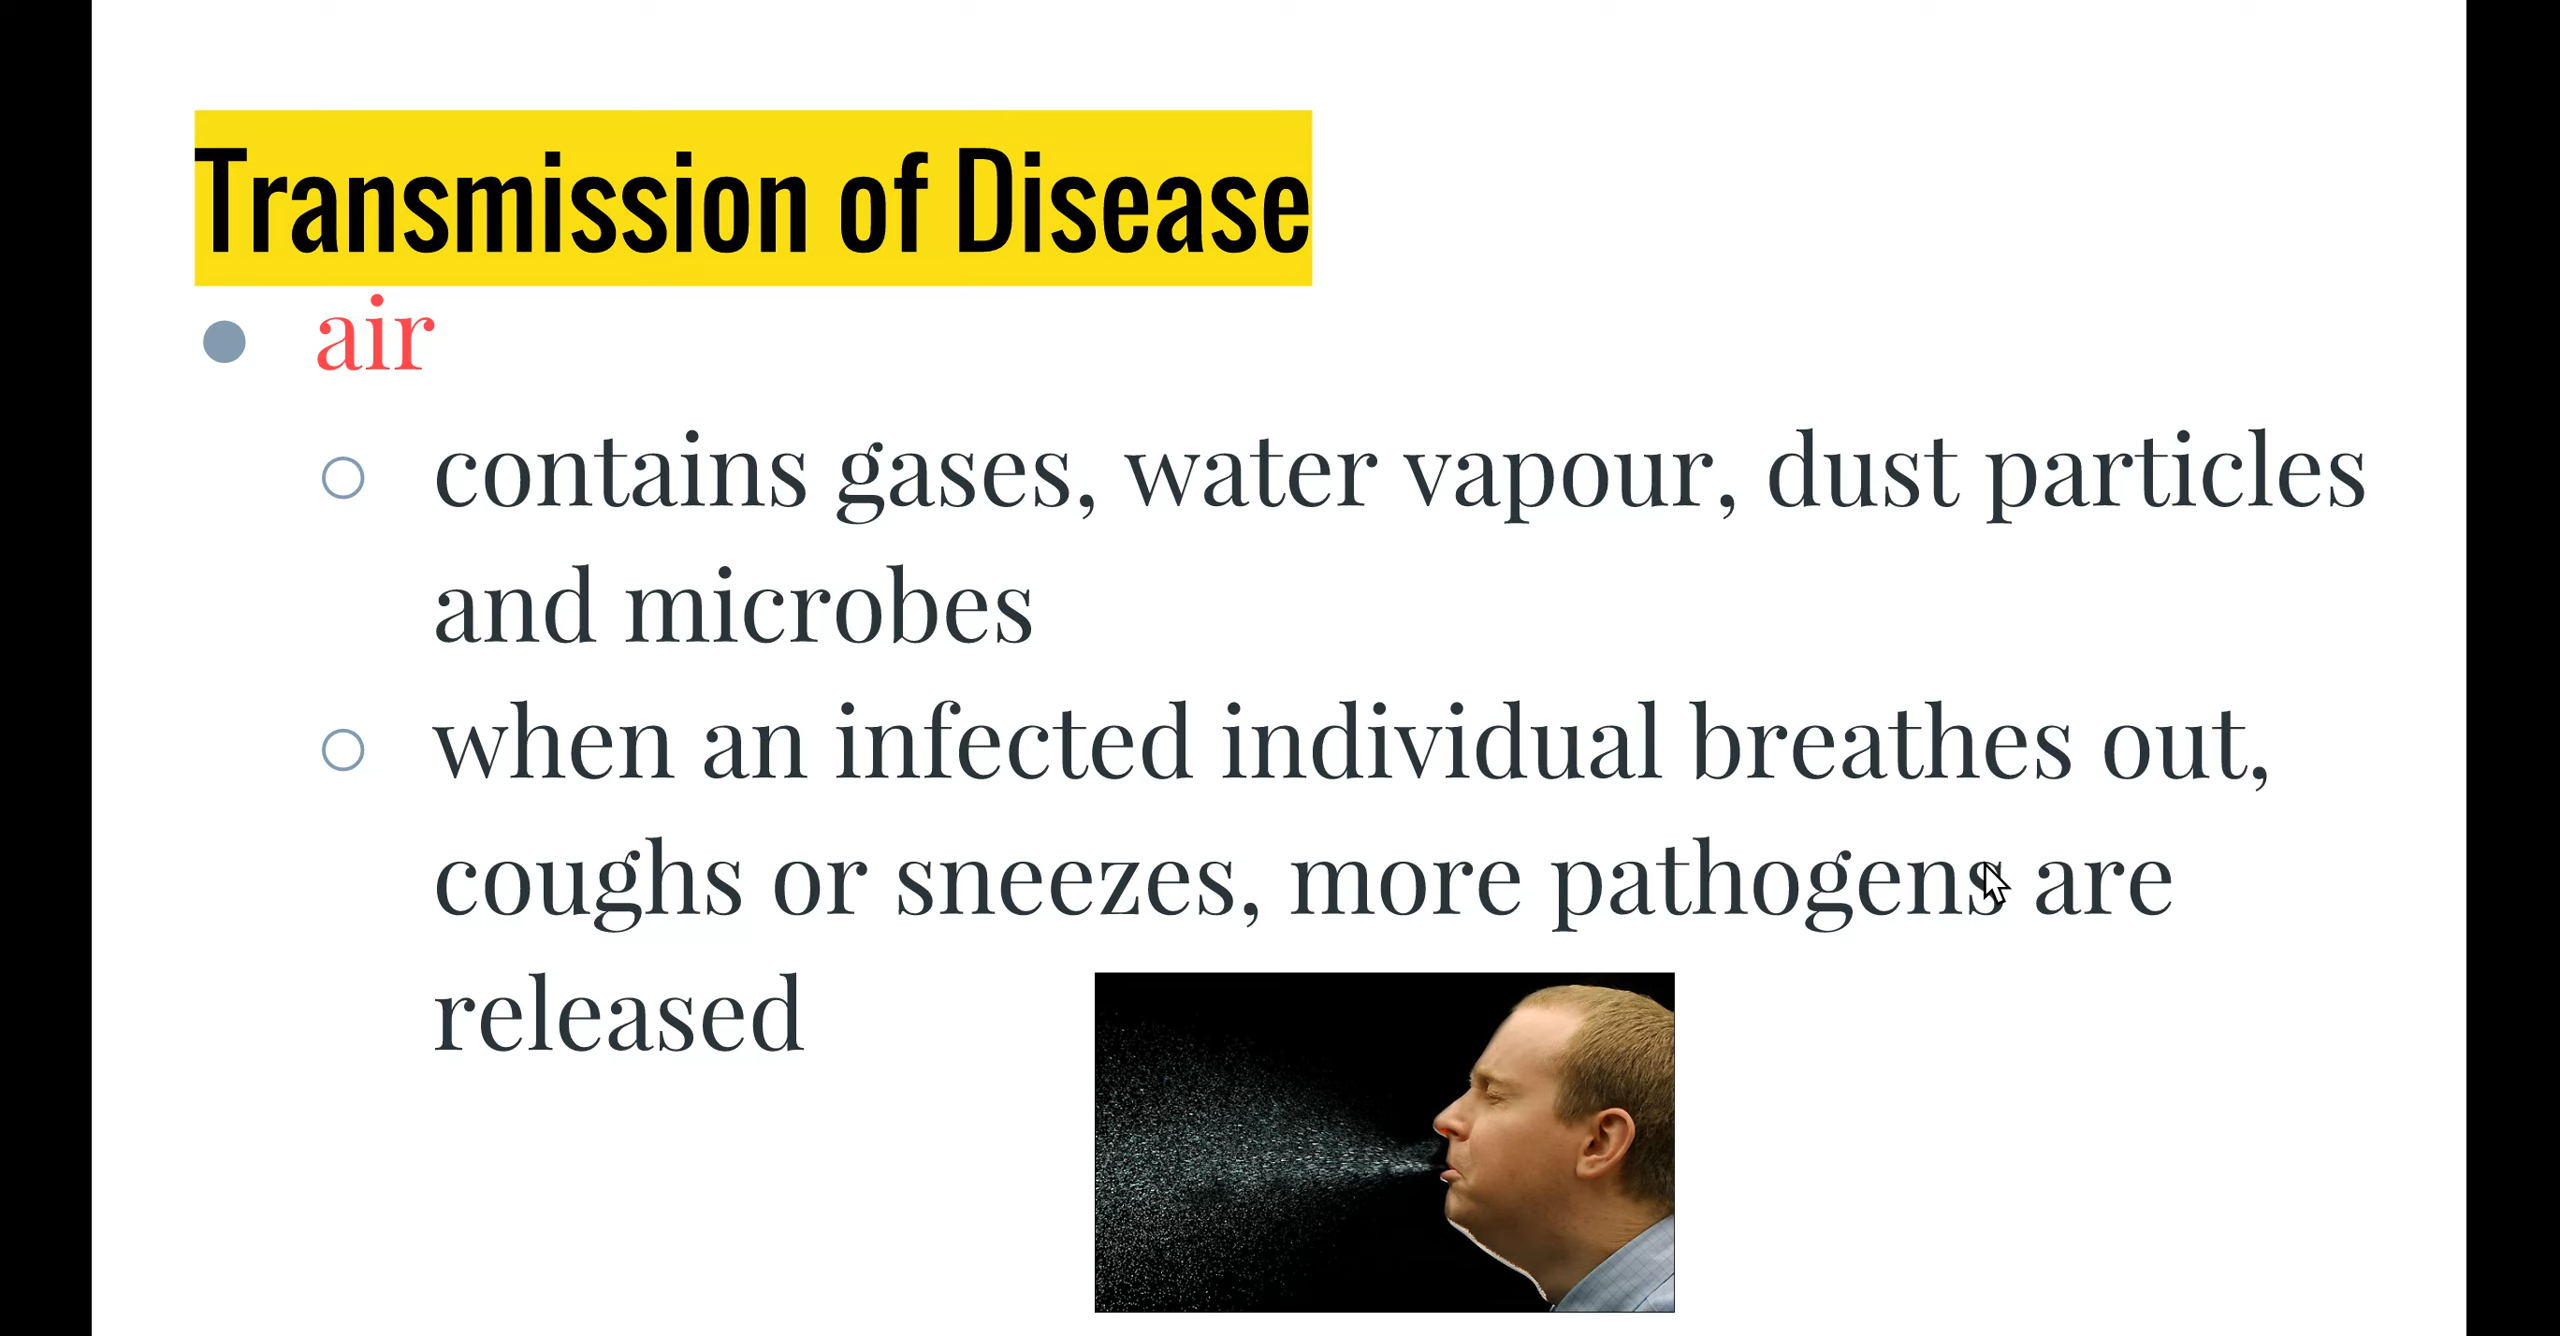 Transmission of Disease
air
contains gases, water vapour, dust particles
and microbes
when an infected individual breathes out,
coughs or sneezes, more pathogens are
released